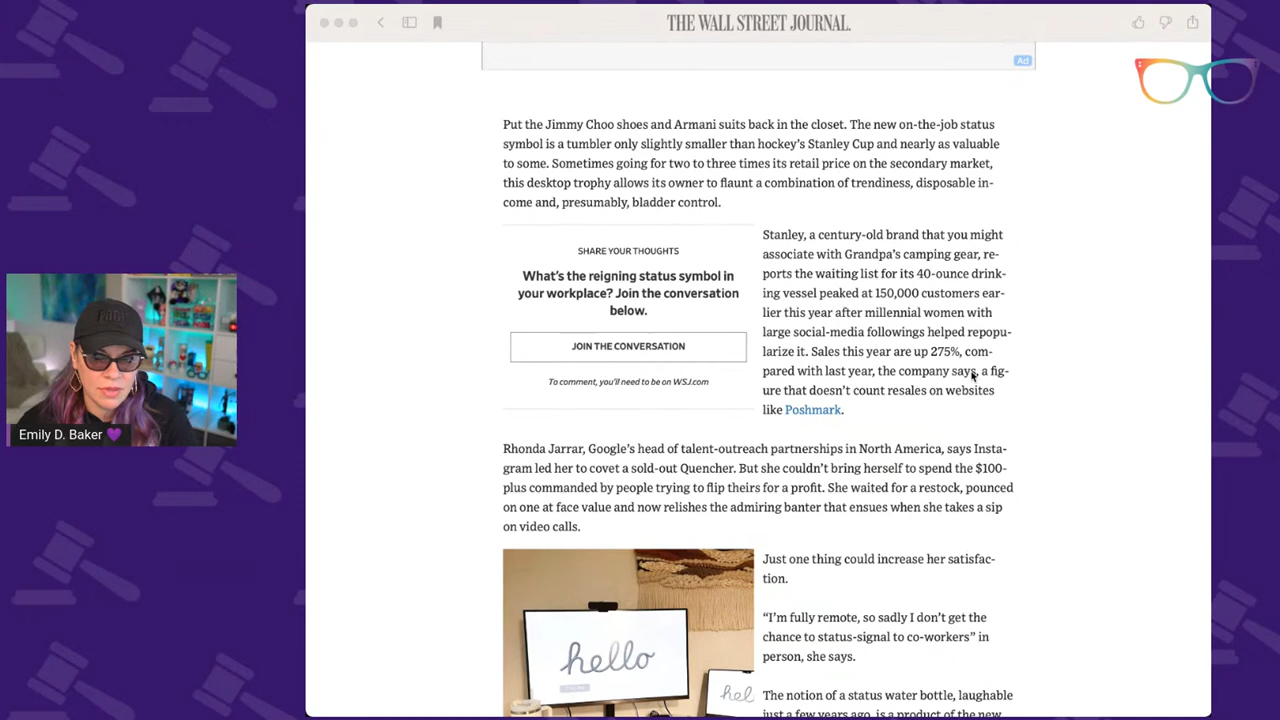 THE WALL STREET JOURNAL.
Ad
Put the Jimmy Choo shoes and Armani suits back in the closet. The new on-the-job status
symbol is a tumbler only slightly smaller than hockey’s Stanley Cup and nearly as valuable
to some. Sometimes going for two to three times its retail price on the secondary market,
this desktop trophy allows its owner to flaunt a combination of trendiness, disposable in-
come and, presumably, bladder control.
SHARE YOUR THOUGHTS
What’s the reigning status symbol in
your workplace? Join the conversation
below.
JOIN THE CONVERSATION
To comment, you’ll need to be on WSJ.com
Stanley, a century-old brand that you might
associate with Grandpa’s camping gear, re-
ports the waiting list for its 40-ounce drink-
ing vessel peaked at 150,000 customers ear-
lier this year after millennial women with
large social-media followings helped repopu-
larize it. Sales this year are up 275%, com-
pared with last year, the company says, a fig-
ure that doesn’t count resales on websites
like Poshmark.
Rhonda Jarrar, Google’s head of talent-outreach partnerships in North America, says Insta-
gram led her to covet a sold-out Quencher. But she couldn’t bring herself to spend the $100-
plus commanded by people trying to flip theirs for a profit. She waited for a restock, pounced
on one at face value and now relishes the admiring banter that ensues when she takes a sip
on video calls.
hello
hel
Just one thing could increase her satisfac-
tion.
“I’m fully remote, so sadly I don’t get the
chance to status-signal to co-workers” in
person, she says.
The notion of a status water bottle, laughable
just a few years ago, is a product of the new
Emily D. Baker 💜